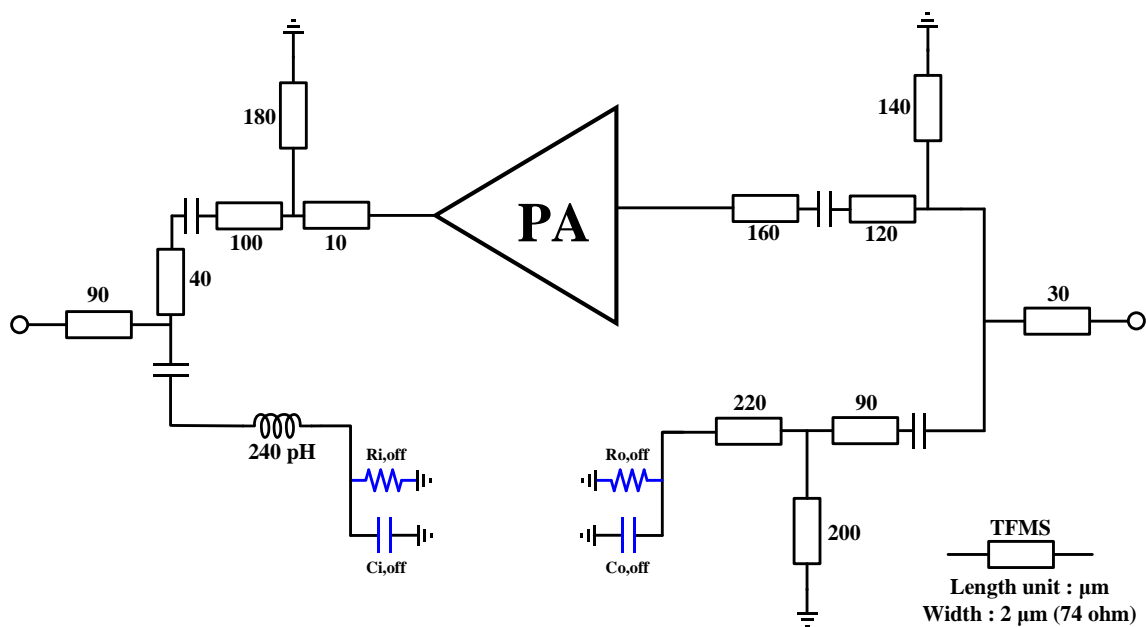 180
140
PA
100
10
160
120
40
90
30
240 pH
220
90
Ri,off
Ro,off
Ci,off
Co,off
200
TFMS
Length unit : µm
Width : 2 µm (74 ohm)